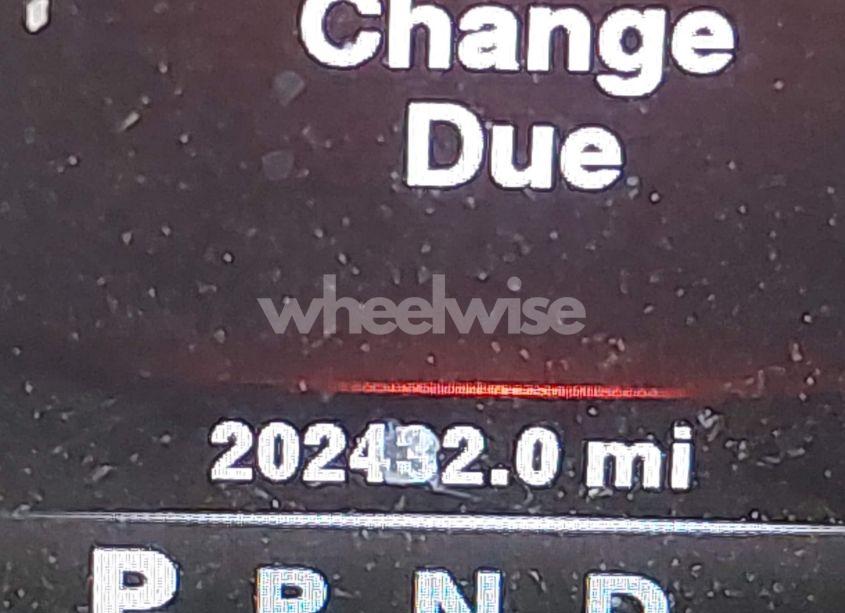 Change
Due
wheelwise
202432.0 mi
P R N D